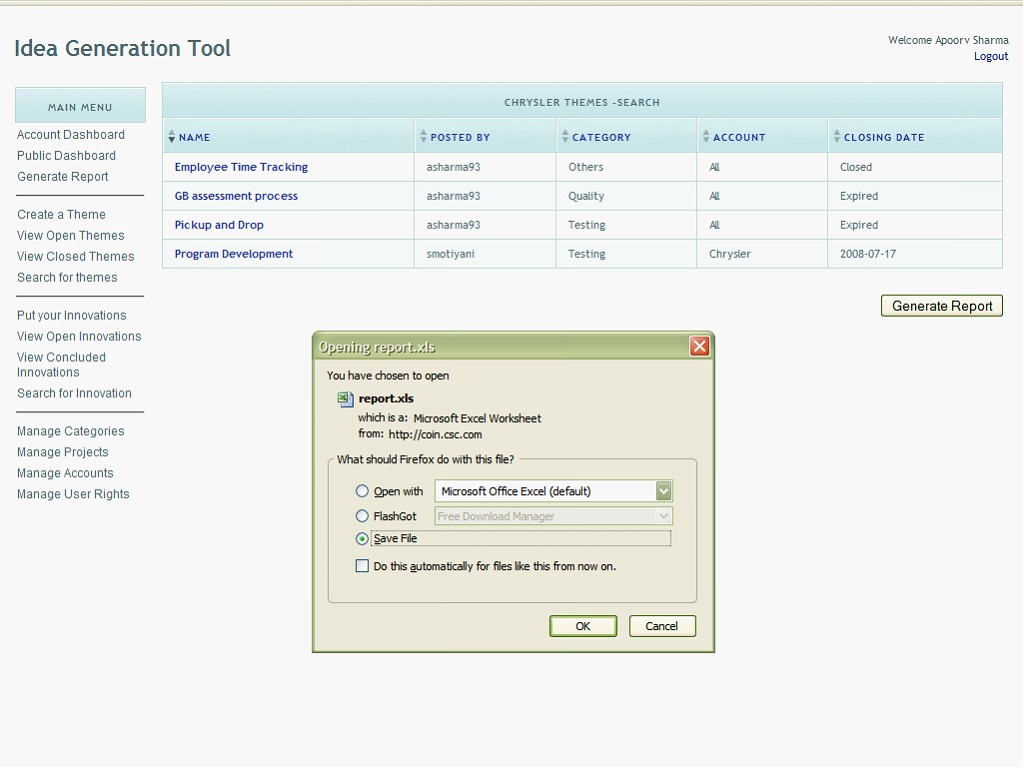 Idea Generation Tool
Welcome Apoorv Sharma
Logout
MAIN MENU
Account Dashboard
Public Dashboard
Generate Report
Create a Theme
View Open Themes
View Closed Themes
Search for themes
Put your Innovations
View Open Innovations
View Concluded
Innovations
Search for Innovation
Manage Categories
Manage Projects
Manage Accounts
Manage User Rights
CHRYSLER THEMES -SEARCH
NAME POSTED BY CATEGORY ACCOUNT CLOSING DATE
Employee Time Tracking asharma93 Others All Closed
GB assessment process asharma93 Quality All Expired
Pickup and Drop asharma93 Testing All Expired
Program Development smotiyani Testing Chrysler 2008-07-17
Generate Report
Opening report.xls
You have chosen to open
report.xls
which is a: Microsoft Excel Worksheet
from: http://coin.csc.com
What should Firefox do with this file?
Open with Microsoft Office Excel (default)
FlashGot Free Download Manager
Save File
Do this automatically for files like this from now on.
OK Cancel